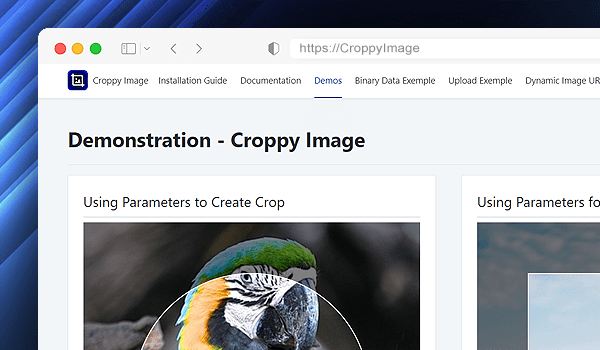 https://CroppyImage
Croppy Image Installation Guide Documentation Demos Binary Data Exemple Upload Exemple Dynamic Image UR
Demonstration - Croppy Image
Using Parameters to Create Crop
Using Parameters fo